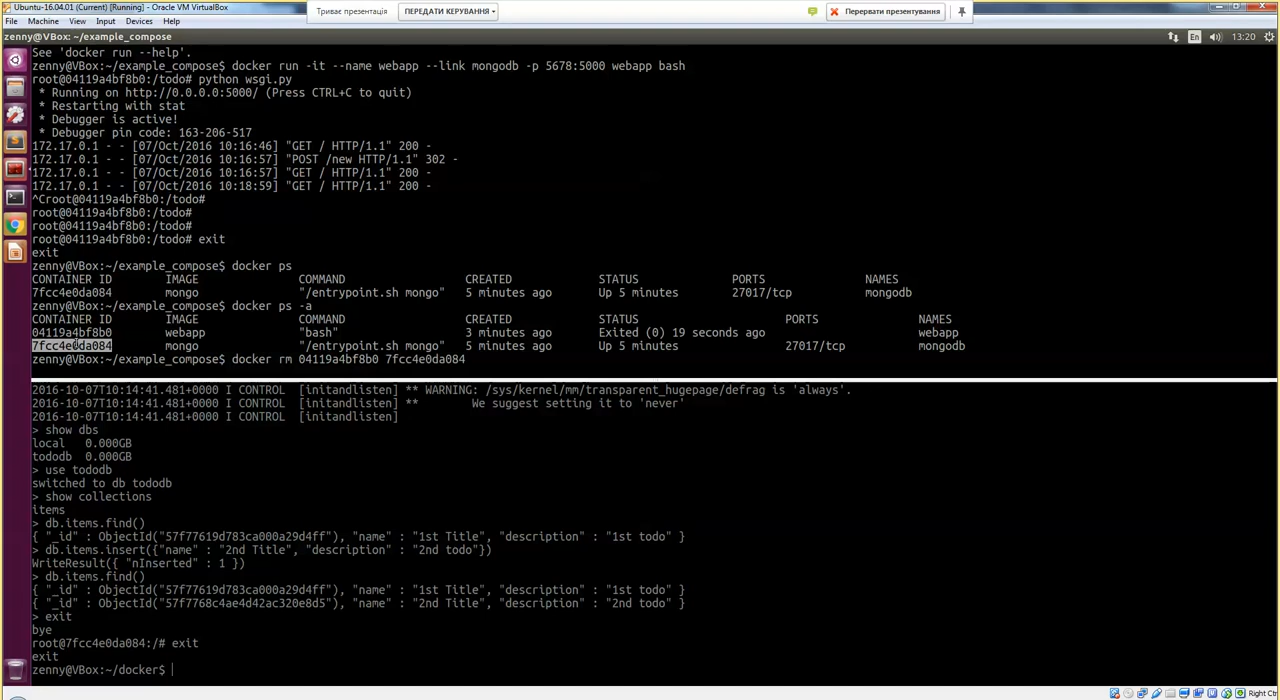 Ubuntu-16.04.01 (Current) [Running] - Oracle VM VirtualBox
Триває презентація
ПЕРЕДАТИ КЕРУВАННЯ
Перервати презентування
File Machine View Input Devices Help
zenny@VBox: ~/example_compose
En
13:20
See 'docker run --help'.
zenny@VBox:~/example_compose$ docker run -it --name webapp --link mongodb -p 5678:5000 webapp bash
root@04119a4bf8b0:/todo# python wsgi.py
* Running on http://0.0.0.0:5000/ (Press CTRL+C to quit)
* Restarting with stat
* Debugger is active!
* Debugger pin code: 163-206-517
172.17.0.1 - - [07/Oct/2016 10:16:46] "GET / HTTP/1.1" 200 -
172.17.0.1 - - [07/Oct/2016 10:16:57] "POST /new HTTP/1.1" 302 -
172.17.0.1 - - [07/Oct/2016 10:16:57] "GET / HTTP/1.1" 200 -
172.17.0.1 - - [07/Oct/2016 10:18:59] "GET / HTTP/1.1" 200 -
^Croot@04119a4bf8b0:/todo#
root@04119a4bf8b0:/todo#
root@04119a4bf8b0:/todo#
root@04119a4bf8b0:/todo# exit
exit
zenny@VBox:~/example_compose$ docker ps
CONTAINER ID IMAGE COMMAND CREATED STATUS PORTS NAMES
7fcc4e0da084 mongo "/entrypoint.sh mongo" 5 minutes ago Up 5 minutes 27017/tcp mongodb
zenny@VBox:~/example_compose$ docker ps -a
CONTAINER ID IMAGE COMMAND CREATED STATUS PORTS NAMES
04119a4bf8b0 webapp "bash" 3 minutes ago Exited (0) 19 seconds ago webapp
7fcc4e0da084 mongo "/entrypoint.sh mongo" 5 minutes ago Up 5 minutes 27017/tcp mongodb
zenny@VBox:~/example_compose$ docker rm 04119a4bf8b0 7fcc4e0da084
2016-10-07T10:14:41.481+0000 I CONTROL [initandlisten] ** WARNING: /sys/kernel/mm/transparent_hugepage/defrag is 'always'.
2016-10-07T10:14:41.481+0000 I CONTROL [initandlisten] ** We suggest setting it to 'never'
2016-10-07T10:14:41.481+0000 I CONTROL [initandlisten]
> show dbs
local 0.000GB
tododb 0.000GB
> use tododb
switched to db tododb
> show collections
items
> db.items.find()
{ "_id" : ObjectId("57f77619d783ca000a29d4ff"), "name" : "1st Title", "description" : "1st todo" }
> db.items.insert({"name" : "2nd Title", "description" : "2nd todo"})
WriteResult({ "nInserted" : 1 })
> db.items.find()
{ "_id" : ObjectId("57f77619d783ca000a29d4ff"), "name" : "1st Title", "description" : "1st todo" }
{ "_id" : ObjectId("57f7768c4ae4d42ac320e8d5"), "name" : "2nd Title", "description" : "2nd todo" }
> exit
bye
root@7fcc4e0da084:/# exit
exit
zenny@VBox:~/docker$
Right Ctr